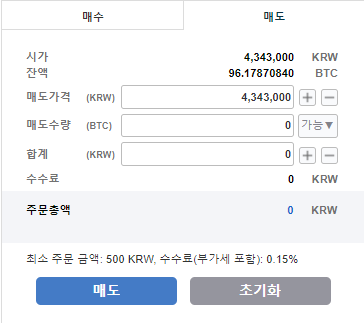 매수 매도
시가 4,343,000 KRW
잔액 96.17870840 BTC
매도가격 (KRW) 4,343,000 + −
매도수량 (BTC) 0 가능▼
합계 (KRW) 0 + −
수수료 0 KRW
주문총액 0 KRW
최소 주문 금액: 500 KRW, 수수료(부가세 포함): 0.15%
매도 초기화